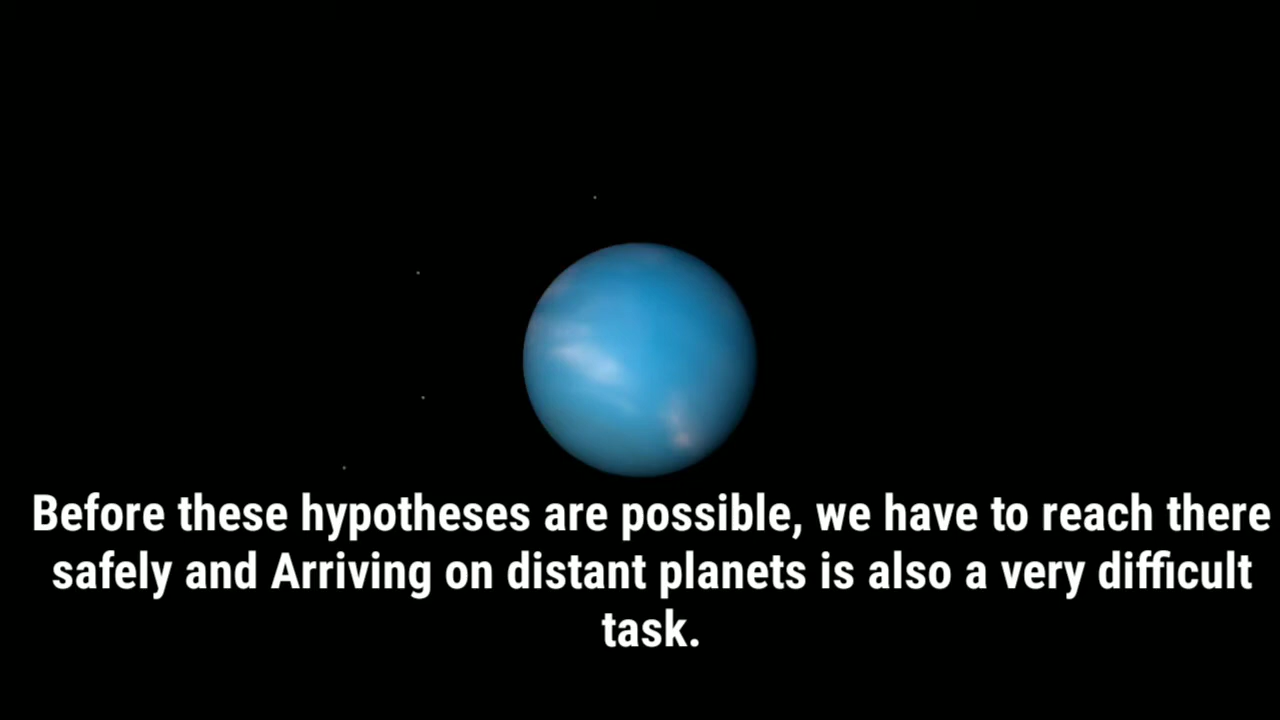 Before these hypotheses are possible, we have to reach there
safely and Arriving on distant planets is also a very difficult
task.